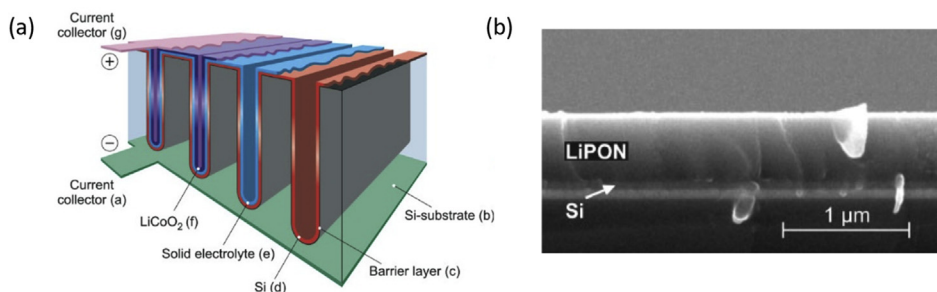 (a)
Current
collector (g)
+
−
Current
collector (a)
LiCoO₂ (f)
Solid electrolyte (e)
Si (d)
Barrier layer (c)
Si-substrate (b)
(b)
LiPON
Si
1 μm